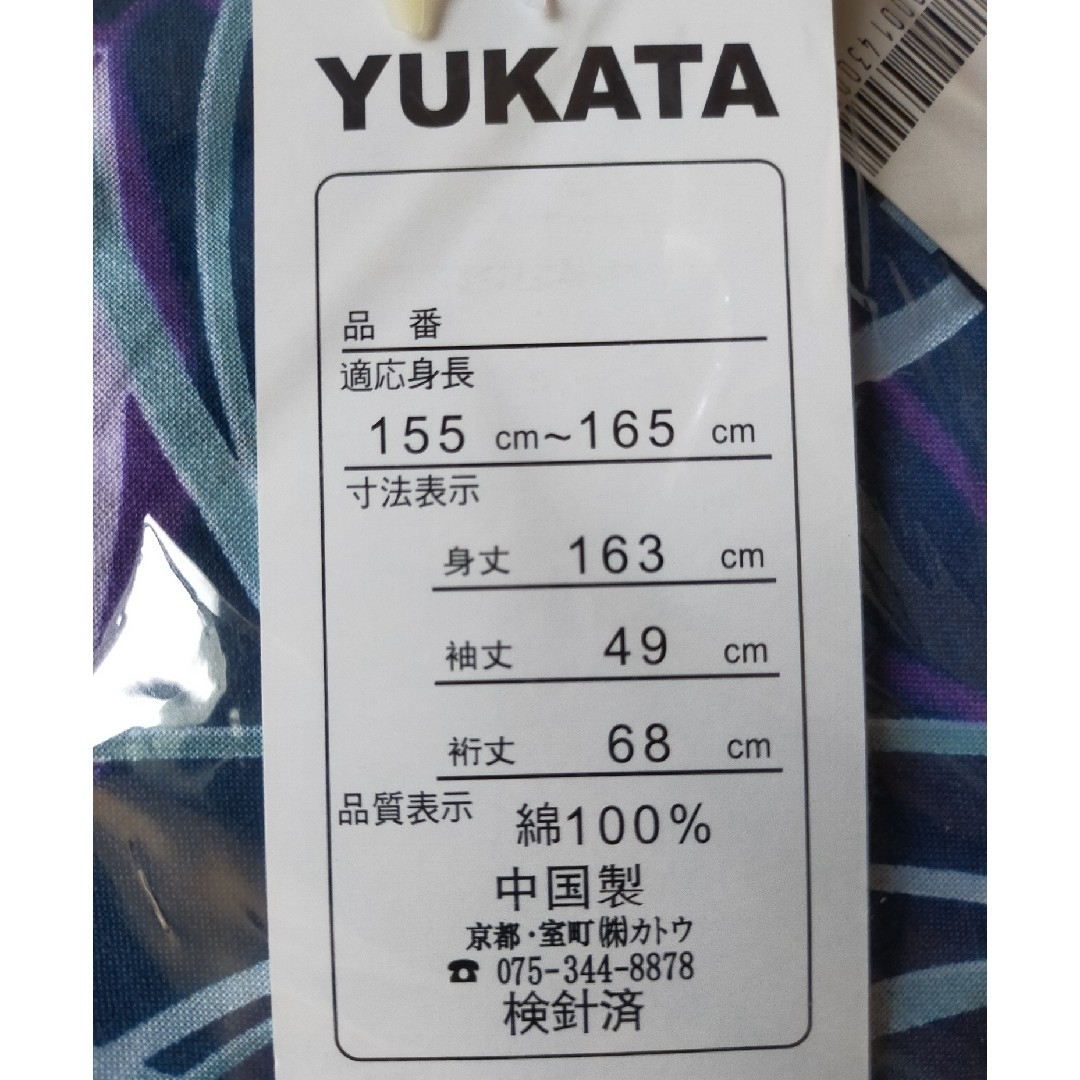 YUKATA
品 番
適応身長
155 cm~165 cm
寸法表示
身丈 163 cm
袖丈 49 cm
裄丈 68 cm
品質表示 綿100%
中国製
京都・室町㈱カトウ
☎ 075-344-8878
検針済